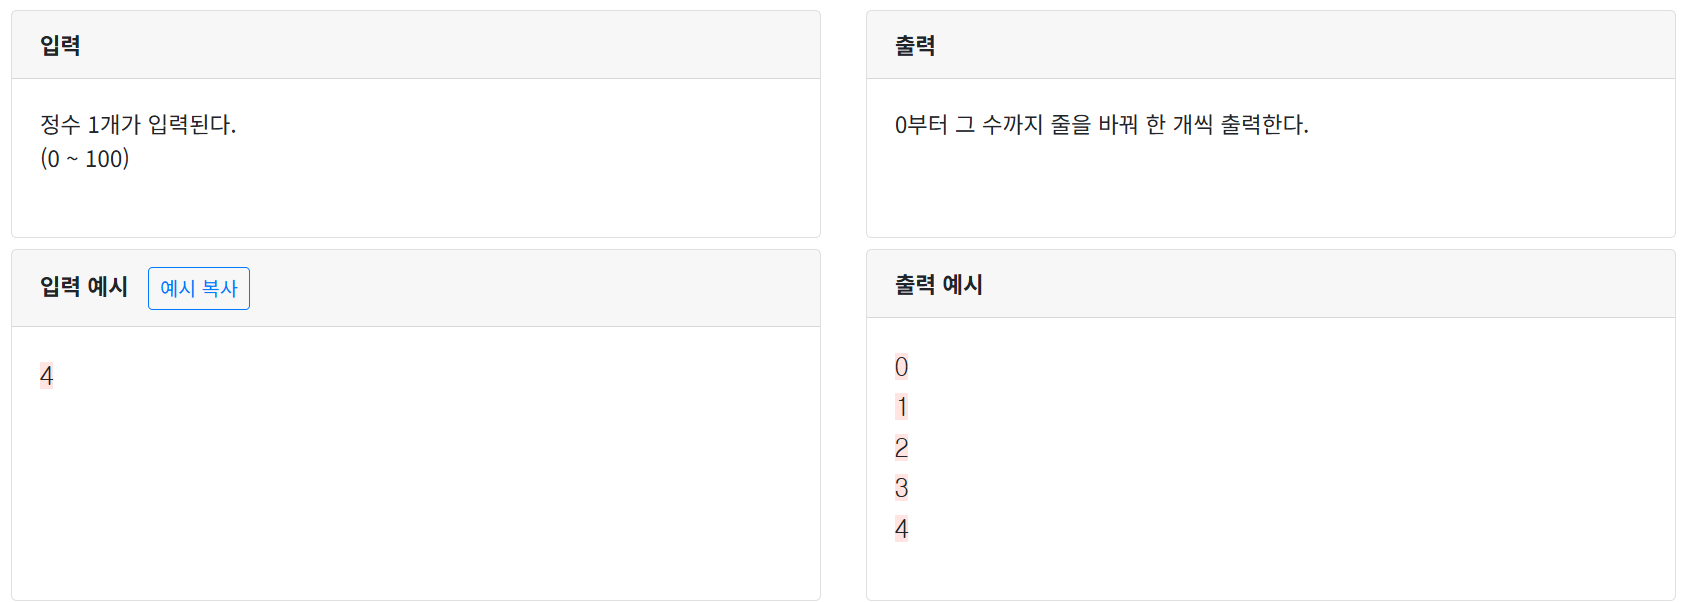 입력
정수 1개가 입력된다.
(0 ~ 100)
출력
0부터 그 수까지 줄을 바꿔 한 개씩 출력한다.
입력 예시 예시 복사
4
출력 예시
0
1
2
3
4